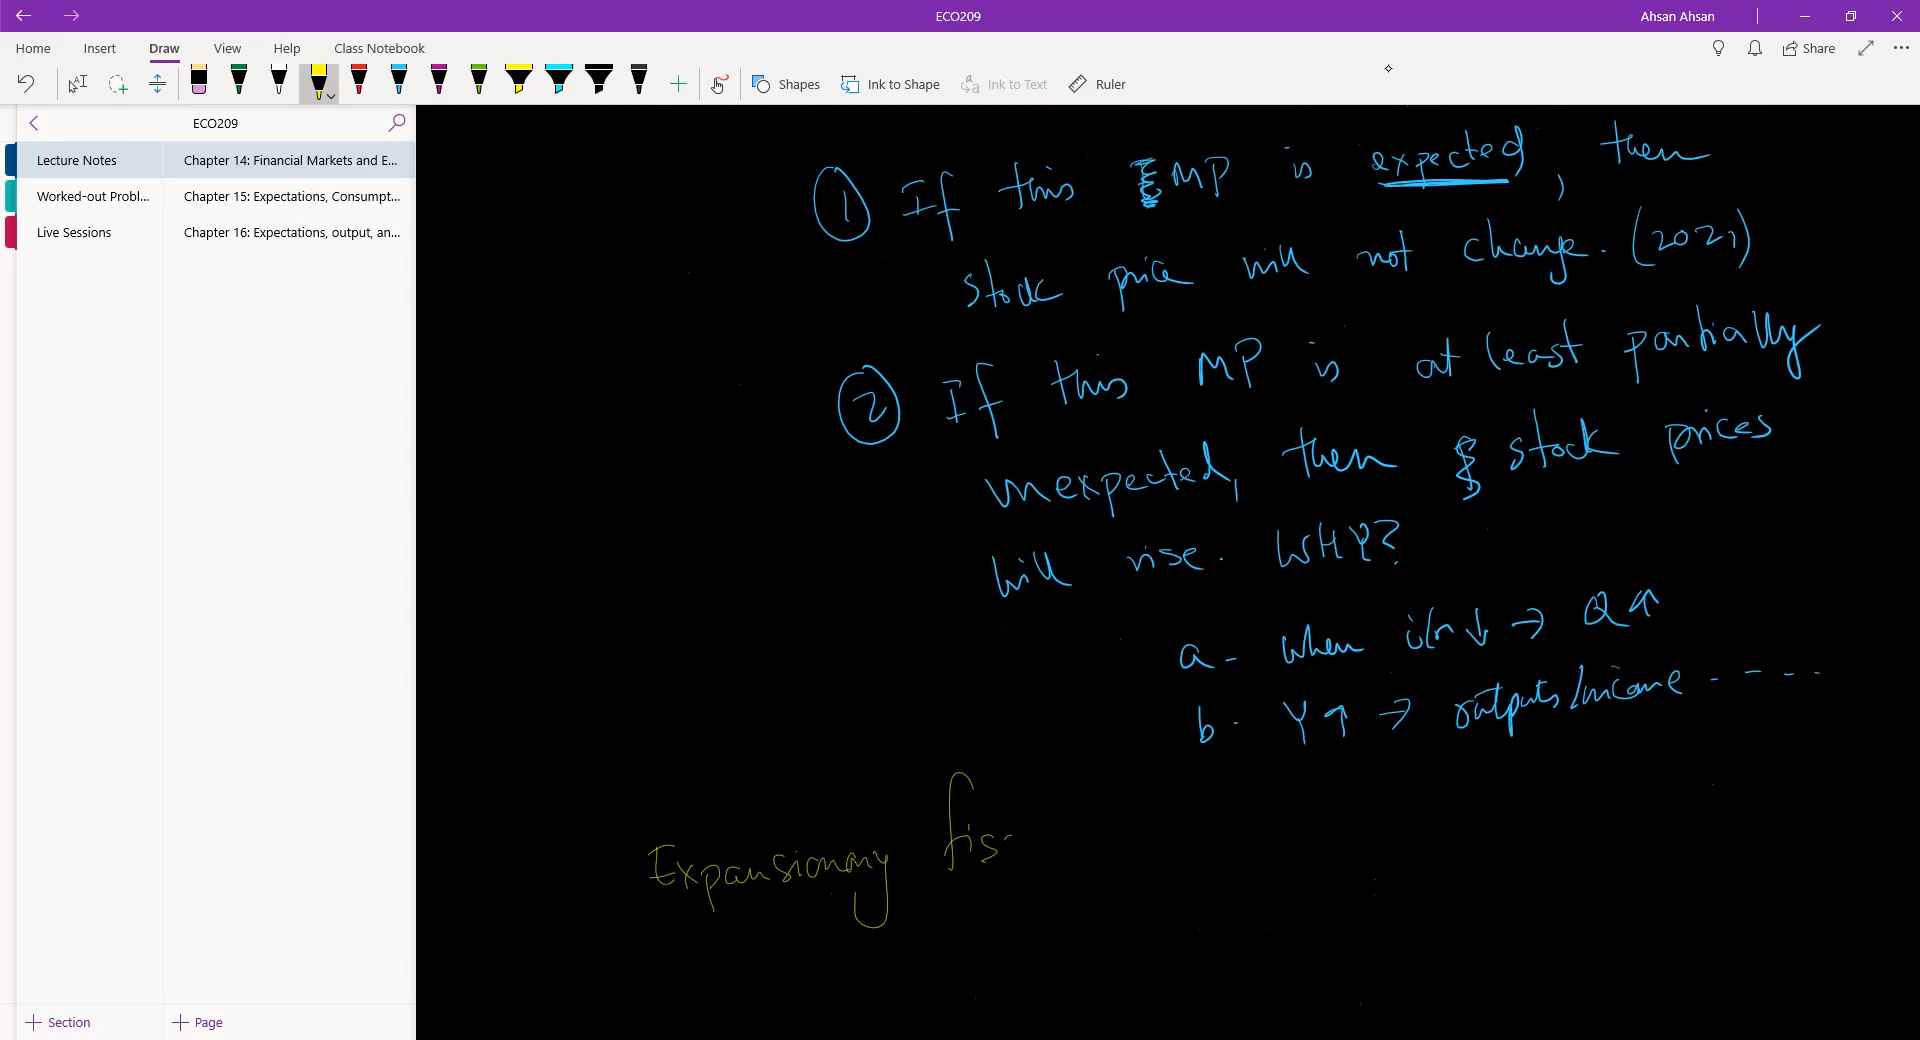 ECO209
Ahsan Ahsan
Home Insert Draw View Help Class Notebook
Share
Shapes
Ink to Shape
Ink to Text
Ruler
ECO209
Lecture Notes
Worked-out Probl...
Live Sessions
Chapter 14: Financial Markets and E...
Chapter 15: Expectations, Consumpt...
Chapter 16: Expectations, output, an...
① If this MP is expected, then
stock price will not change. (2021)
② If this MP is at least partially
unexpected, then stock prices
will rise. WHY?
a - when i/r ↓ → Q ↑
b. Y ↑ → outputs/income - - - - -
Expansionary fis
Section
Page